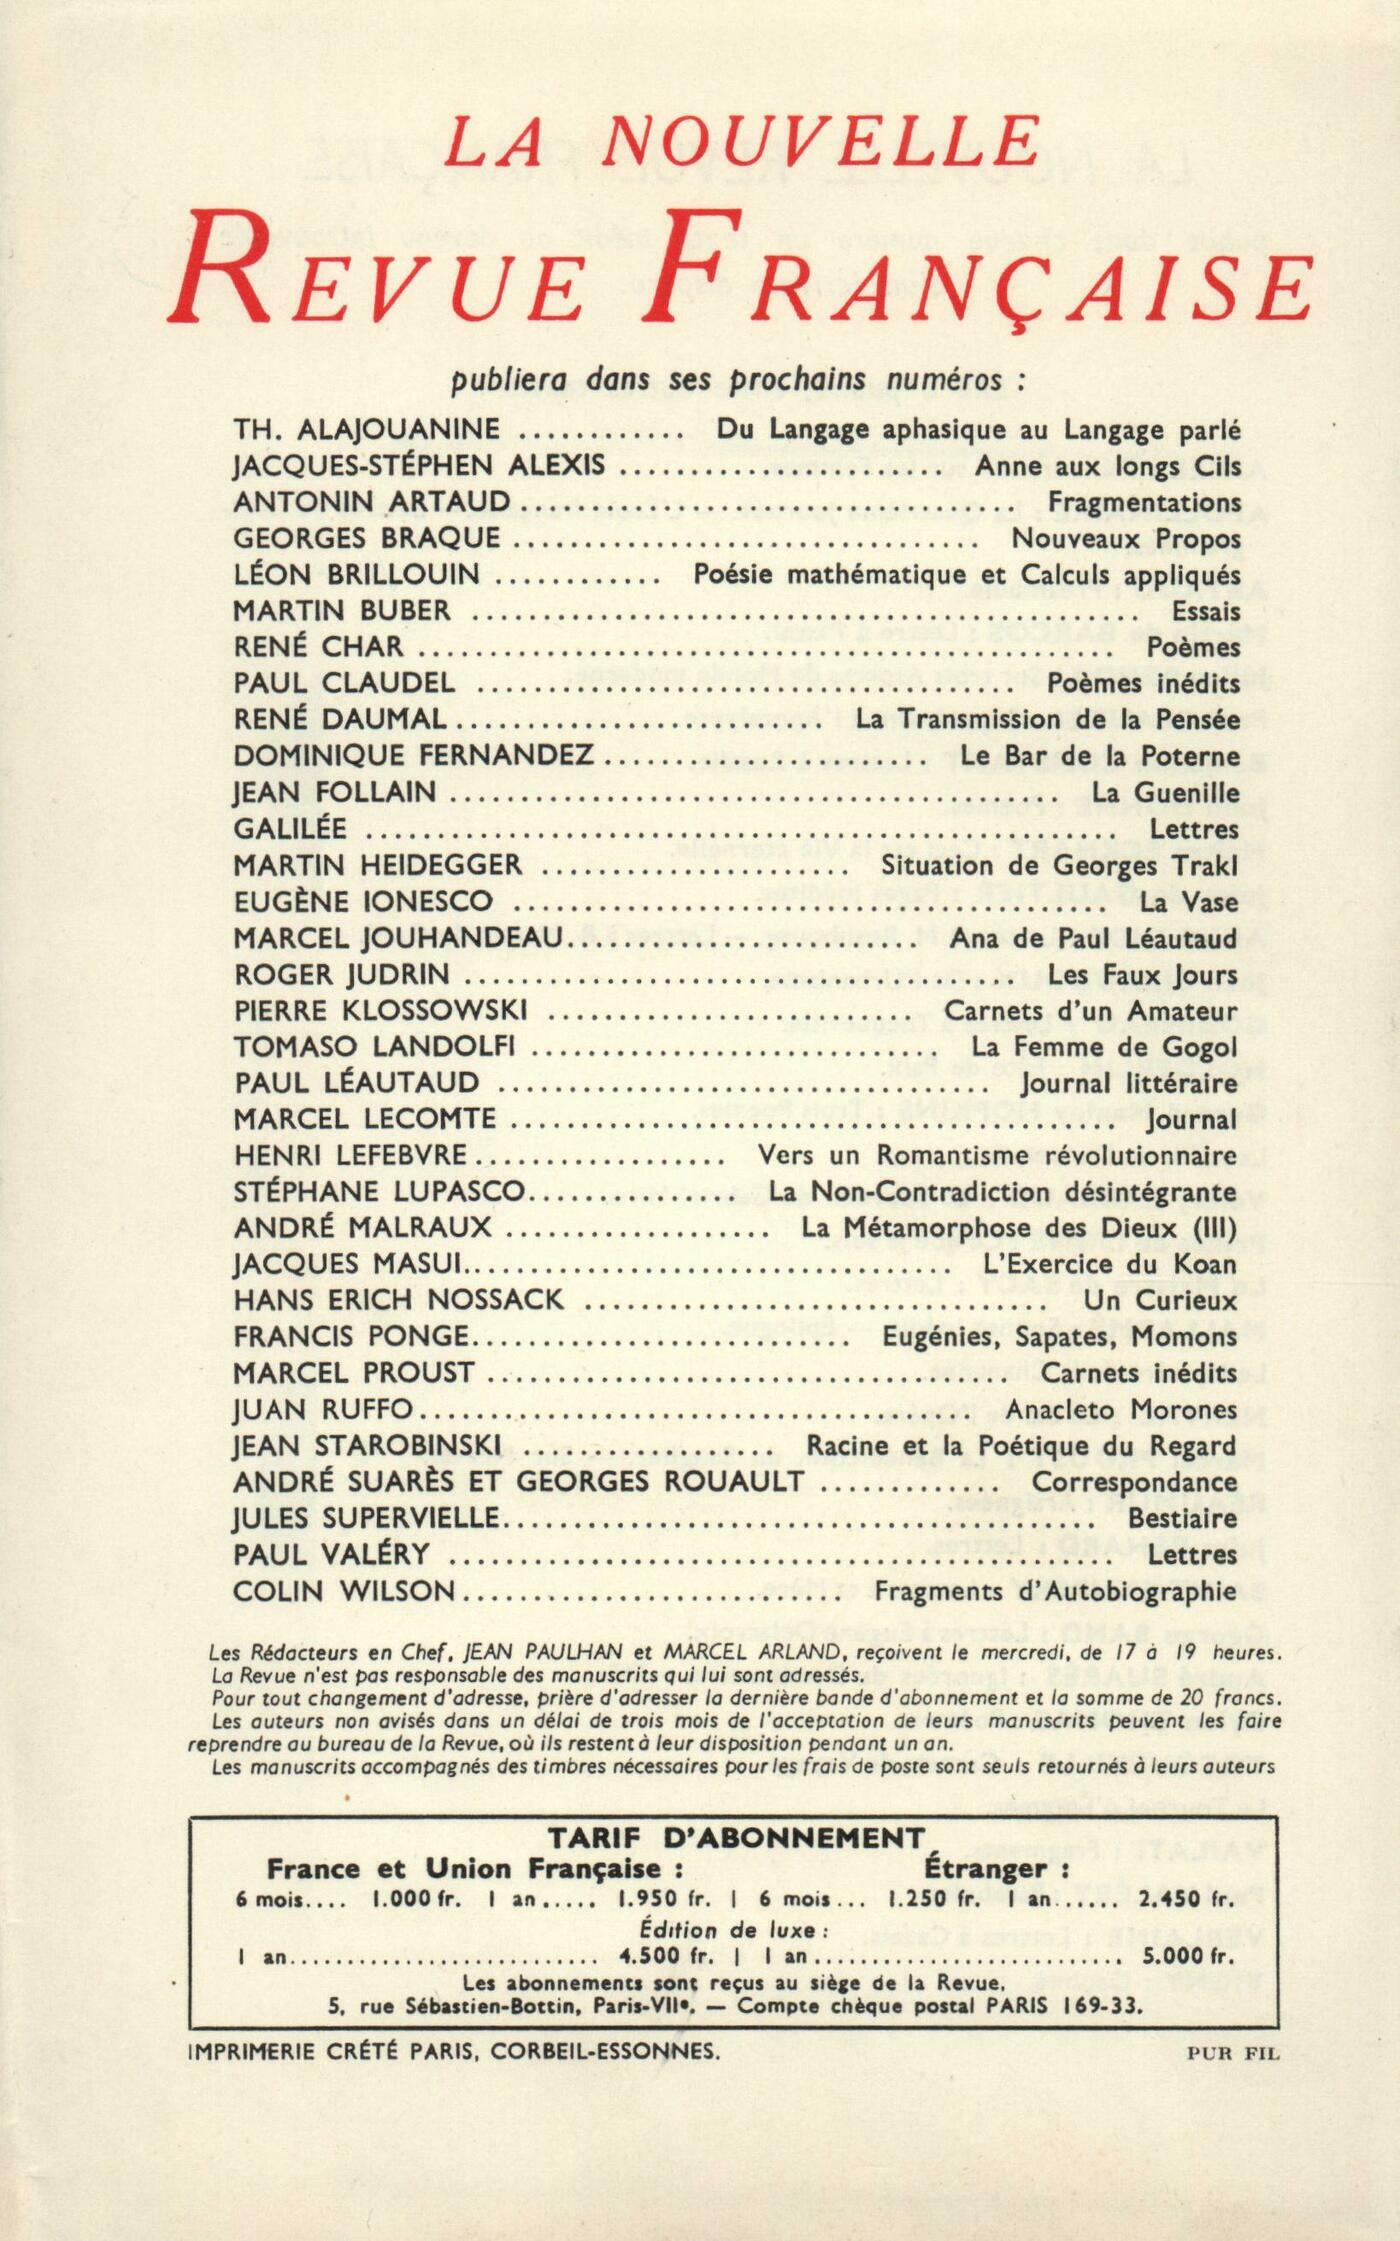 LA NOUVELLE
REVUE FRANÇAISE
publiera dans ses prochains numéros :
TH. ALAJOUANINE ............ Du Langage aphasique au Langage parlé
JACQUES-STÉPHEN ALEXIS ....................... Anne aux longs Cils
ANTONIN ARTAUD ................................... Fragmentations
GEORGES BRAQUE ................................. Nouveaux Propos
LÉON BRILLOUIN ............ Poésie mathématique et Calculs appliqués
MARTIN BUBER ............................................... Essais
RENÉ CHAR ................................................. Poèmes
PAUL CLAUDEL ...................................... Poèmes inédits
RENÉ DAUMAL .......................... La Transmission de la Pensée
DOMINIQUE FERNANDEZ ....................... Le Bar de la Poterne
JEAN FOLLAIN ........................................... La Guenille
GALILÉE ..................................................... Lettres
MARTIN HEIDEGGER ...................... Situation de Georges Trakl
EUGÈNE IONESCO .......................................... La Vase
MARCEL JOUHANDEAU......................... Ana de Paul Léautaud
ROGER JUDRIN ....................................... Les Faux Jours
PIERRE KLOSSOWSKI .......................... Carnets d'un Amateur
TOMASO LANDOLFI ............................. La Femme de Gogol
PAUL LÉAUTAUD ................................... Journal littéraire
MARCEL LECOMTE ........................................... Journal
HENRI LEFEBVRE.................. Vers un Romantisme révolutionnaire
STÉPHANE LUPASCO............... La Non-Contradiction désintégrante
ANDRÉ MALRAUX ................... La Métamorphose des Dieux (III)
JACQUES MASUI................................... L'Exercice du Koan
HANS ERICH NOSSACK ................................. Un Curieux
FRANCIS PONGE........................... Eugénies, Sapates, Momons
MARCEL PROUST ..................................... Carnets inédits
JUAN RUFFO....................................... Anacleto Morones
JEAN STAROBINSKI .................. Racine et la Poétique du Regard
ANDRÉ SUARÈS ET GEORGES ROUAULT ............. Correspondance
JULES SUPERVIELLE.......................................... Bestiaire
PAUL VALÉRY ............................................... Lettres
COLIN WILSON........................... Fragments d'Autobiographie
Les Rédacteurs en Chef, JEAN PAULHAN et MARCEL ARLAND, reçoivent le mercredi, de 17 à 19 heures.
La Revue n'est pas responsable des manuscrits qui lui sont adressés.
Pour tout changement d'adresse, prière d'adresser la dernière bande d'abonnement et la somme de 20 francs.
Les auteurs non avisés dans un délai de trois mois de l'acceptation de leurs manuscrits peuvent les faire
reprendre au bureau de la Revue, où ils restent à leur disposition pendant un an.
Les manuscrits accompagnés des timbres nécessaires pour les frais de poste sont seuls retournés à leurs auteurs
TARIF D'ABONNEMENT
France et Union Française : Étranger :
6 mois.... 1.000 fr. 1 an..... 1.950 fr. | 6 mois... 1.250 fr. 1 an....... 2.450 fr.
Édition de luxe :
1 an........................... 4.500 fr. | 1 an........................... 5.000 fr.
Les abonnements sont reçus au siège de la Revue,
5, rue Sébastien-Bottin, Paris-VIIe. — Compte chèque postal PARIS 169-33.
IMPRIMERIE CRÉTÉ PARIS, CORBEIL-ESSONNES. PUR FIL